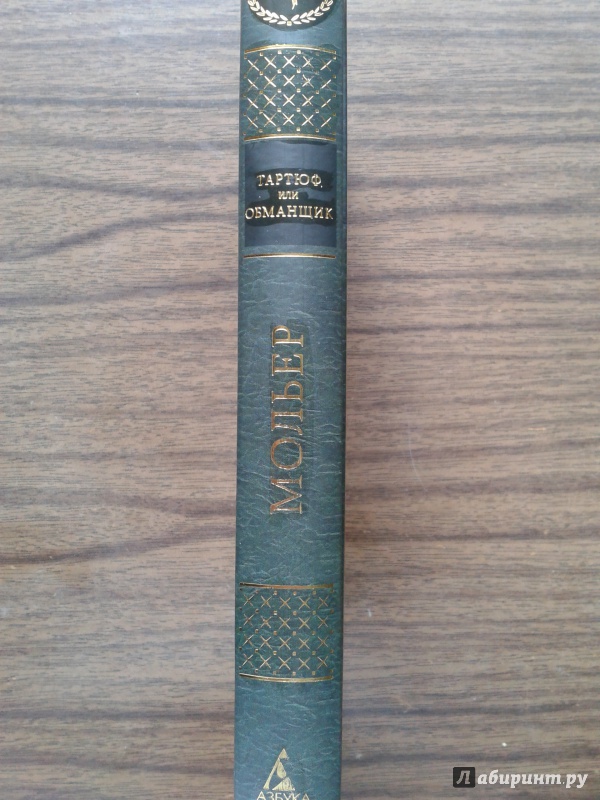 ТАРТЮФ,
ИЛИ
ОБМАНЩИК
МОЛЬЕР
АЗБУКА
Лабиринт.ру